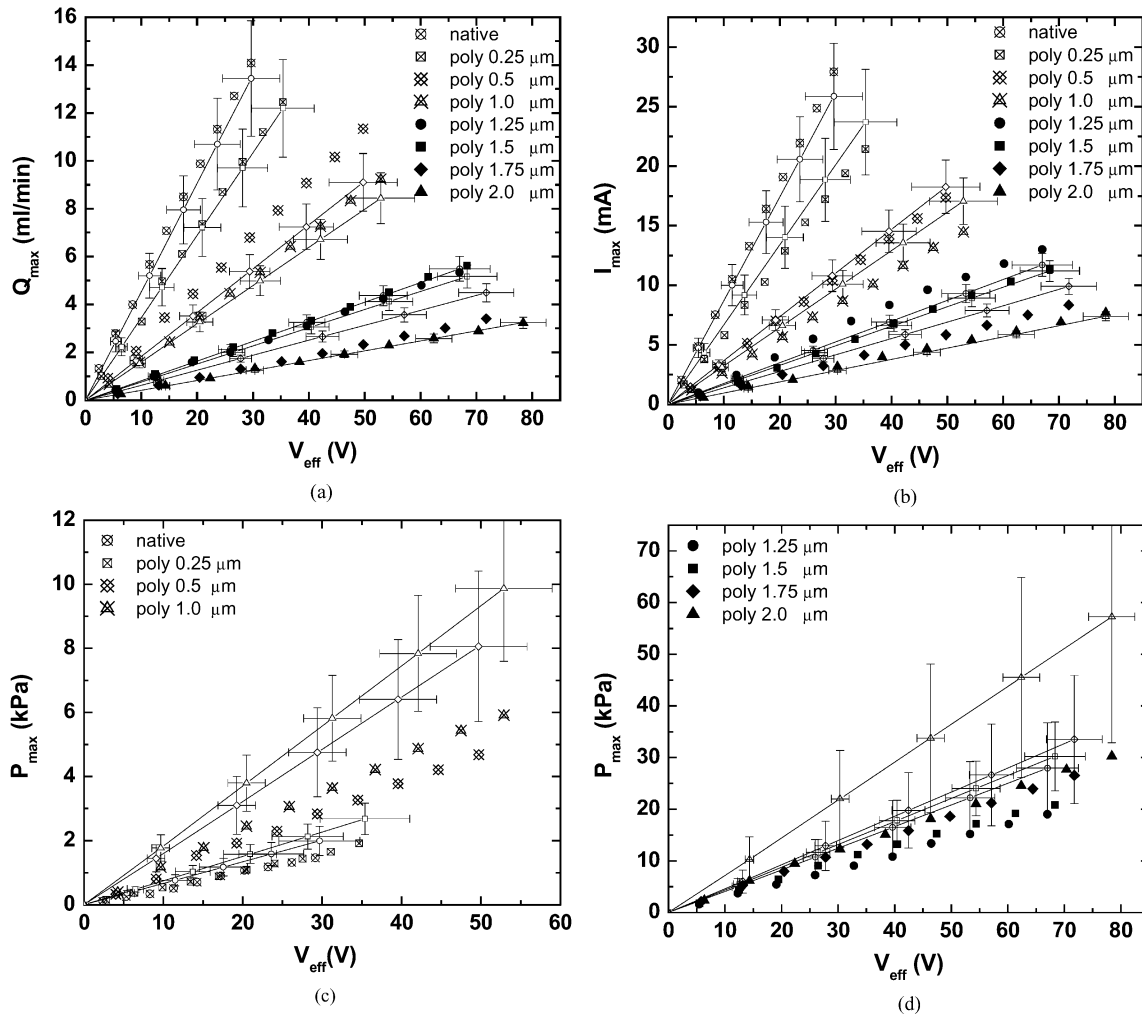 16
14
12
10
8
6
4
2
0
Q_max (ml/min)
native
poly 0.25 μm
poly 0.5 μm
poly 1.0 μm
poly 1.25 μm
poly 1.5 μm
poly 1.75 μm
poly 2.0 μm
0 10 20 30 40 50 60 70 80
V_eff (V)
(a)
30
25
20
15
10
5
0
I_max (mA)
native
poly 0.25 μm
poly 0.5 μm
poly 1.0 μm
poly 1.25 μm
poly 1.5 μm
poly 1.75 μm
poly 2.0 μm
0 10 20 30 40 50 60 70 80
V_eff (V)
(b)
12
10
8
6
4
2
0
P_max (kPa)
native
poly 0.25 μm
poly 0.5 μm
poly 1.0 μm
0 10 20 30 40 50 60
V_eff(V)
(c)
70
60
50
40
30
20
10
0
P_max (kPa)
poly 1.25 μm
poly 1.5 μm
poly 1.75 μm
poly 2.0 μm
0 10 20 30 40 50 60 70 80
V_eff (V)
(d)